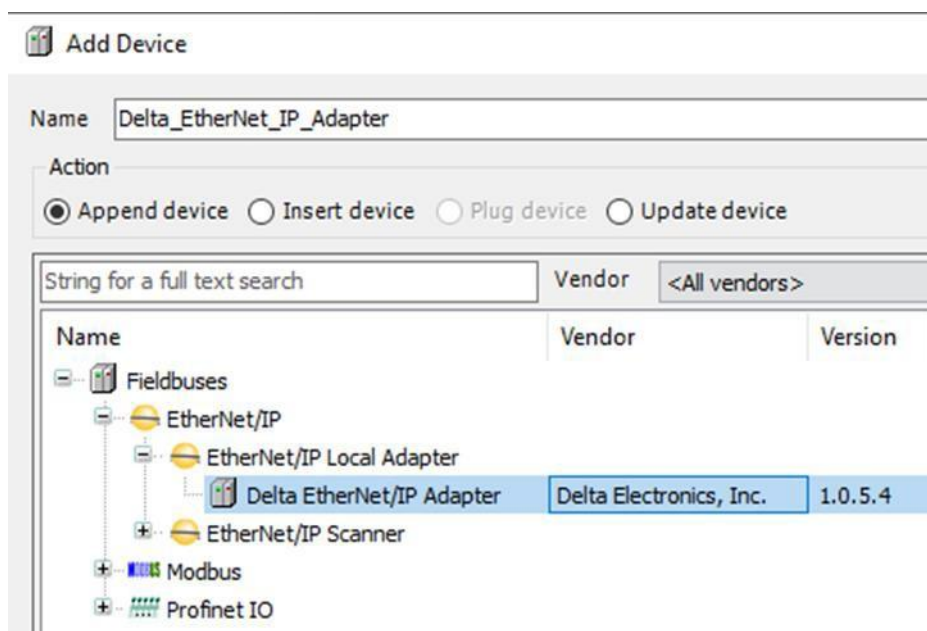 Add Device
Name Delta_EtherNet_IP_Adapter
Action
Append device Insert device Plug device Update device
String for a full text search Vendor <All vendors>
Name Vendor Version
Fieldbuses
EtherNet/IP
EtherNet/IP Local Adapter
Delta EtherNet/IP Adapter Delta Electronics, Inc. 1.0.5.4
EtherNet/IP Scanner
Modbus
Profinet IO